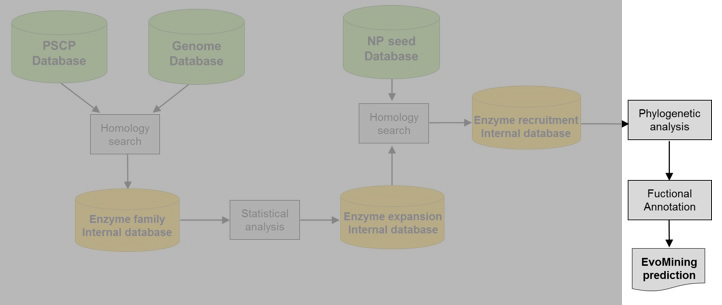 PSCP
Database
Genome
Database
NP seed
Database
Homology
search
Homology
search
Enzyme recruitment
Internal database
Phylogenetic
analysis
Enzyme family
Internal database
Statistical
analysis
Enzyme expansion
Internal database
Fuctional
Annotation
EvoMining
prediction